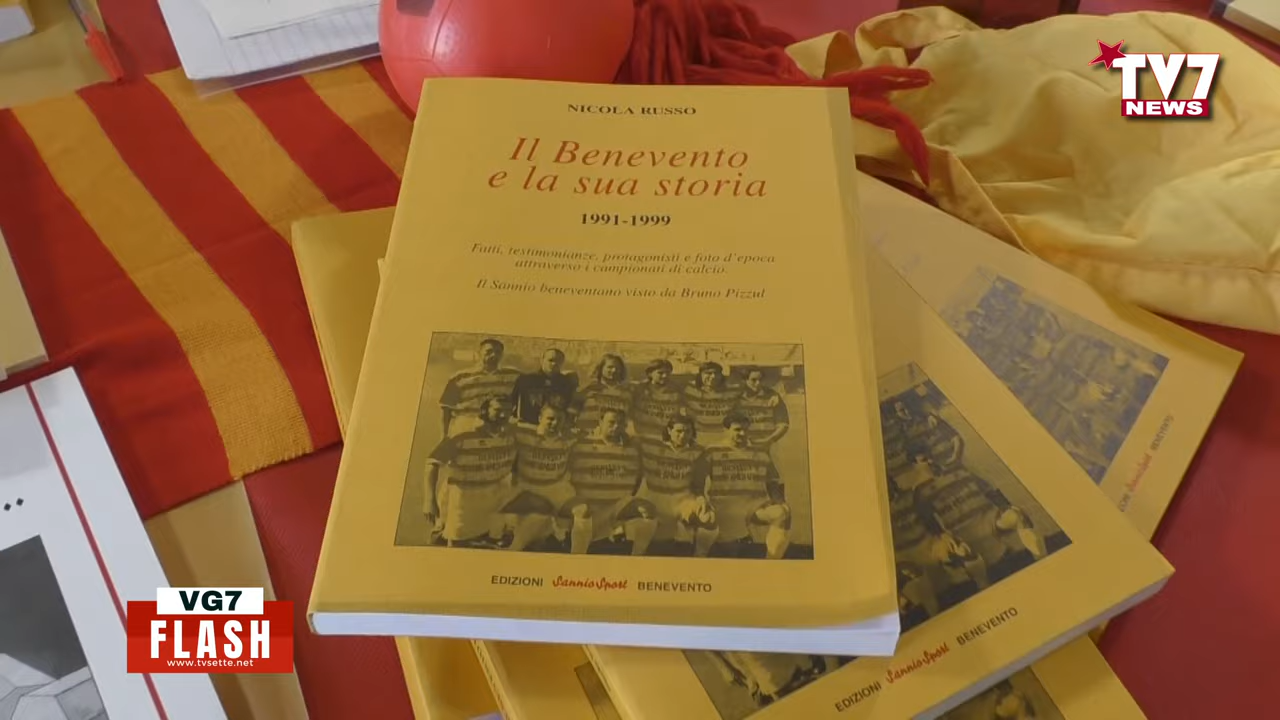 TV7
NEWS
NICOLA RUSSO
Il Benevento
e la sua storia
1991-1999
Fatti, testimonianze, protagonisti e foto d'epoca
attraverso i campionati di calcio.
Il Sannio beneventano visto da Bruno Pizzul
EDIZIONI SannioSport BENEVENTO
EDIZIONI SannioSport BENEVENTO
SannioSport BENEVENTO
VG7
FLASH
www.tvsette.net